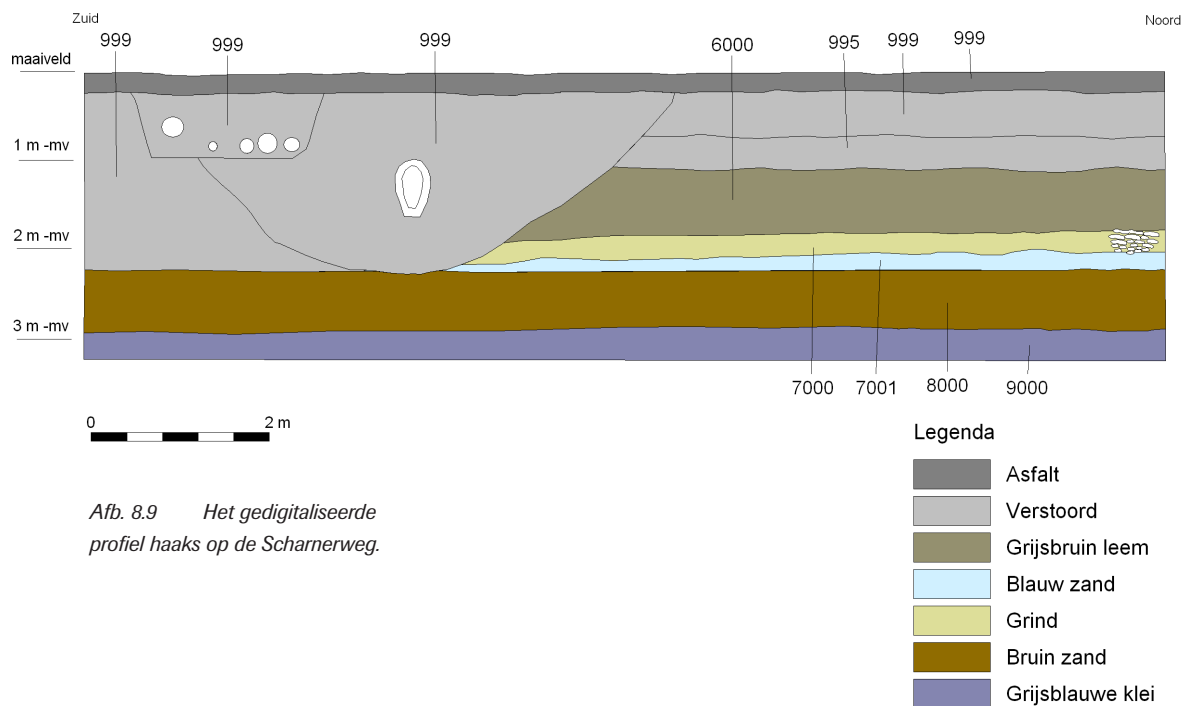 Zuid
Noord
999
999
999
6000
995
999
999
maaiveld
1 m -mv
2 m -mv
3 m -mv
7000
7001
8000
9000
0
2 m
Afb. 8.9 Het gedigitaliseerde
profiel haaks op de Scharnerweg.
Legenda
Asfalt
Verstoord
Grijsbruin leem
Blauw zand
Grind
Bruin zand
Grijsblauwe klei